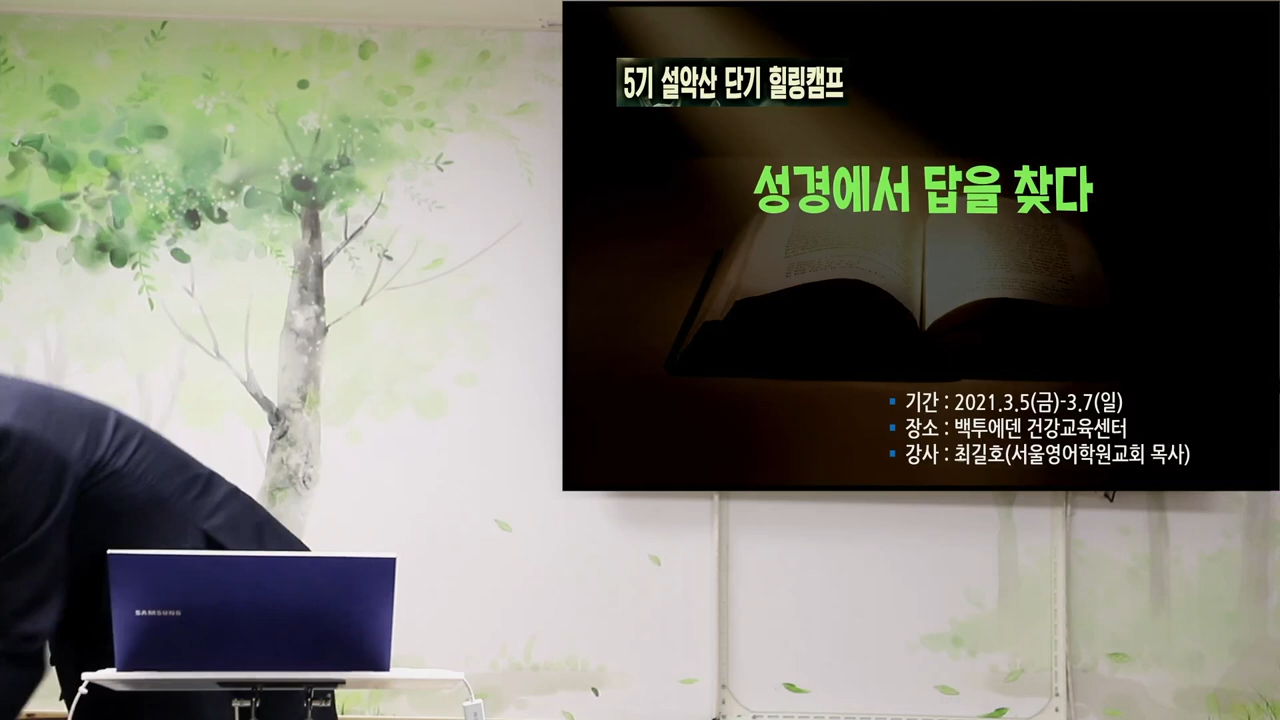 5기 설악산 단기 힐링캠프
성경에서 답을 찾다
기간 : 2021.3.5(금)-3.7(일)
장소 : 백투에덴 건강교육센터
강사 : 최길호(서울영어학원교회 목사)
SAMSUNG